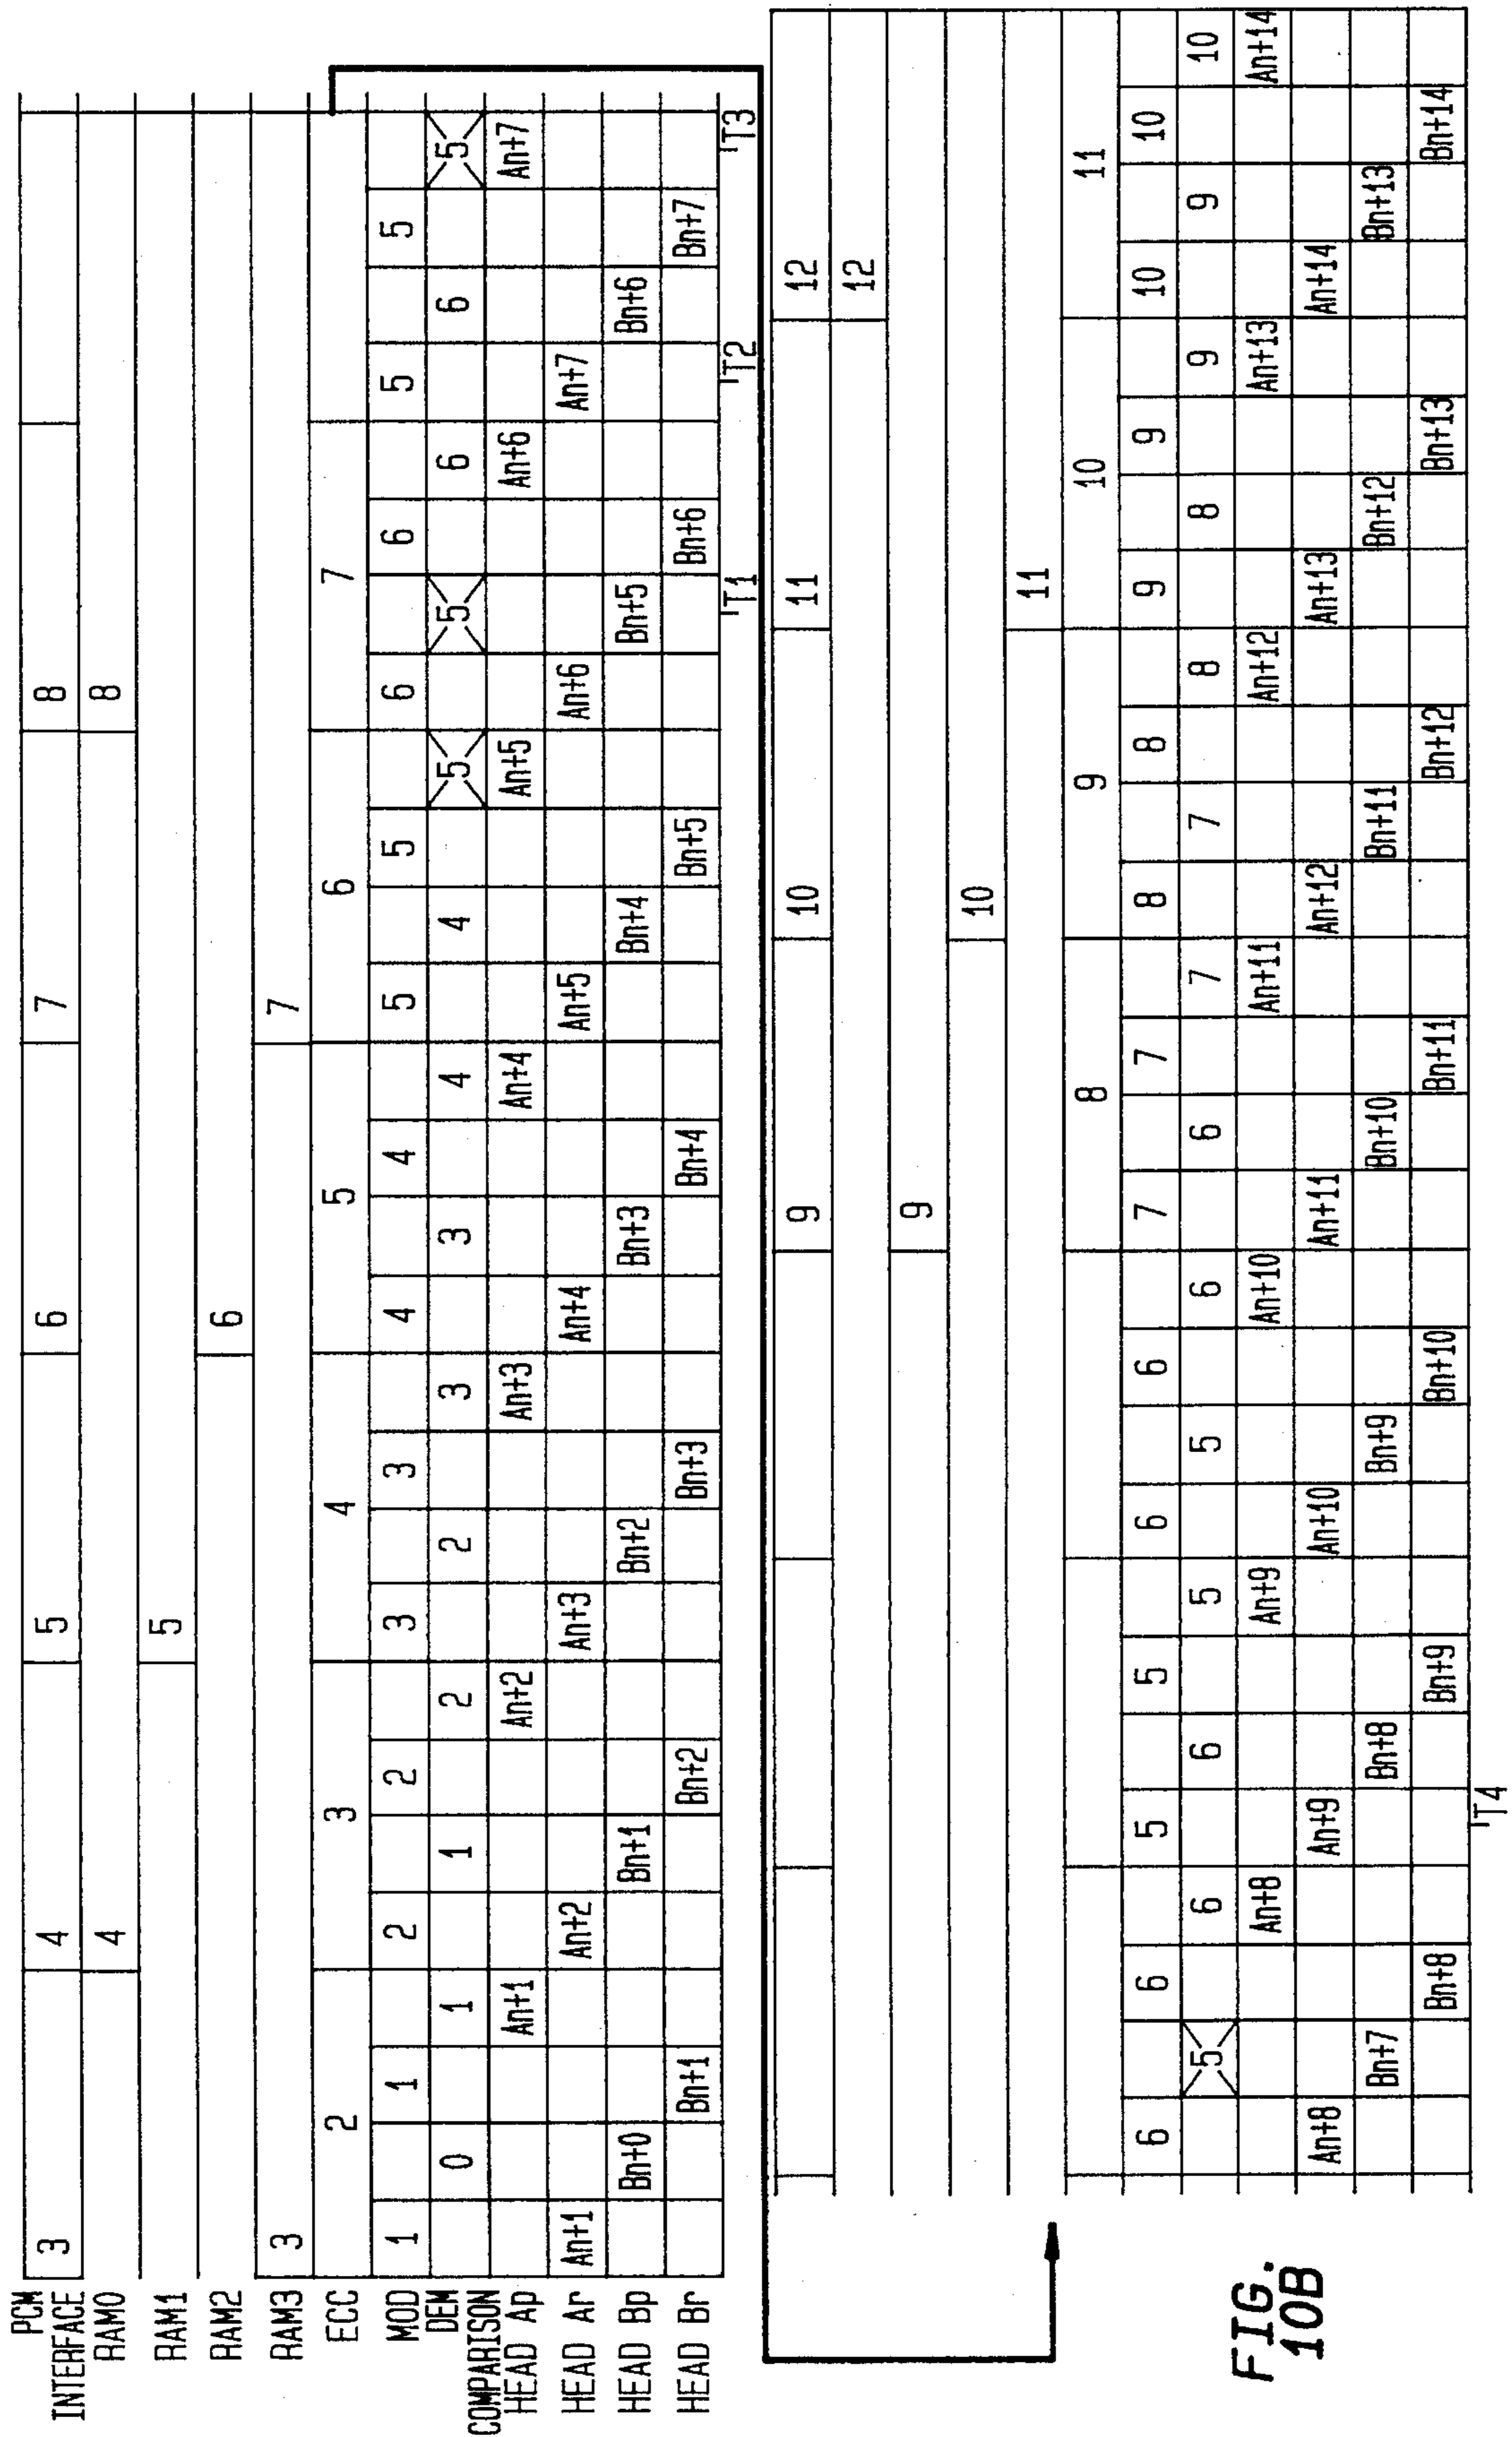 PCM
INTERFACE 3 4 5 6 7 8
RAM0 4 8
RAM1 5
RAM2 6
RAM3 3 7
ECC 2 3 4 5 6 7
MOD 1 1 2 2 3 3 4 4 5 5 6 6 5 5
DEM
COMPARISON 0 1 1 2 2 3 3 4 4 5 5 6 6 5
HEAD Ap An+1 An+2 An+3 An+4 An+5 An+6 An+7
HEAD Ar An+1 An+2 An+3 An+4 An+5 An+6 An+7
HEAD Bp Bn+0 Bn+1 Bn+2 Bn+3 Bn+4 Bn+5 Bn+6
HEAD Br Bn+1 Bn+2 Bn+3 Bn+4 Bn+5 Bn+6 Bn+7
T1 T2 T3
9 10 11 12
12
9
10
11
8 9 10 11
6 6 5 5 6 6 7 7 8 8 9 9 10 10
5 6 6 5 5 6 6 7 7 8 8 9 9 10
An+8 An+9 An+10 An+11 An+12 An+13 An+14
An+8 An+9 An+10 An+11 An+12 An+13 An+14
Bn+7 Bn+8 Bn+9 Bn+10 Bn+11 Bn+12 Bn+13
Bn+8 Bn+9 Bn+10 Bn+11 Bn+12 Bn+13 Bn+14
T4
FIG.
10B